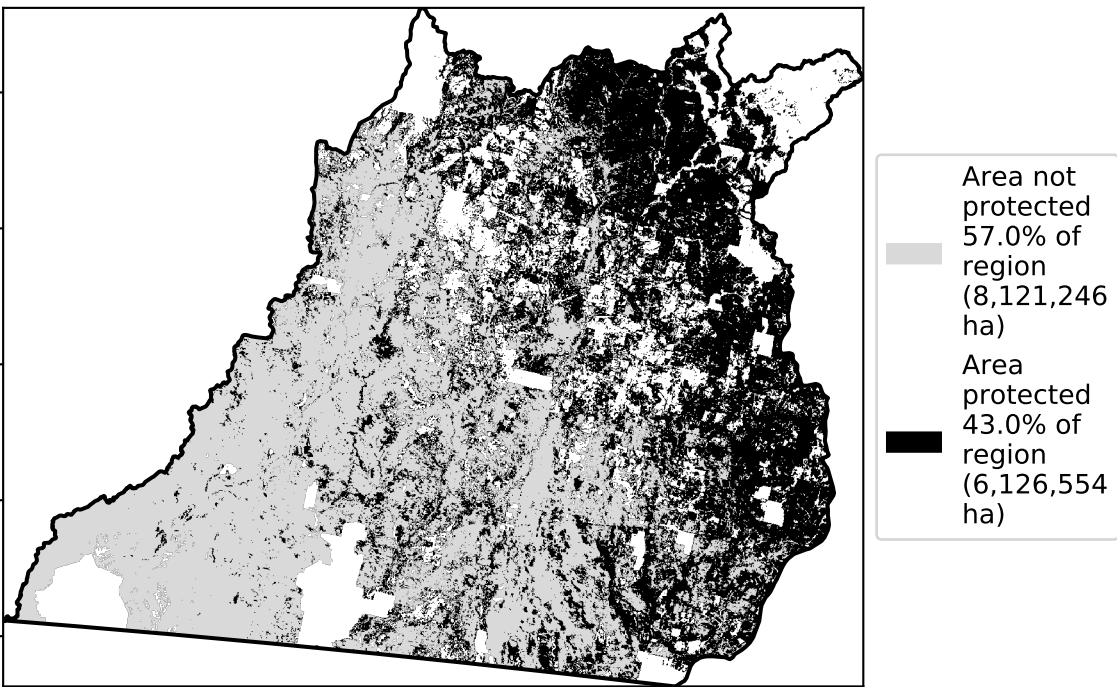 Area not
protected
57.0% of
region
(8,121,246
ha)
Area
protected
43.0% of
region
(6,126,554
ha)